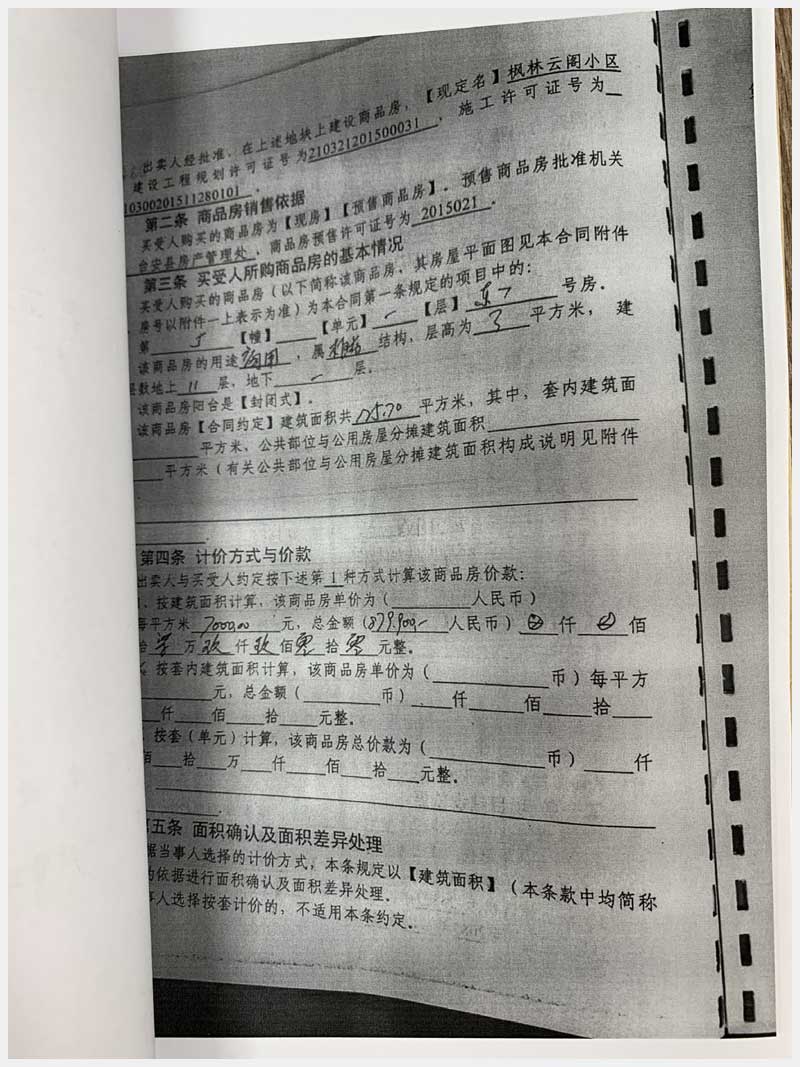 出卖人经批准,在上述地块上建设商品房,【现定名】枫林云阁小区
建设工程规划许可证号为210321201500031,施工许可证号为
10300201511280101.
第二条 商品房销售依据
买受人购买的商品房为【现房】【预售商品房】。预售商品房批准机关
台安县房产管理处,商品房预售许可证号为 2015021.
第三条 买受人所购商品房的基本情况
买受人购买的商品房(以下简称该商品房,其房屋平面图见本合同附件
房号以附件一上表示为准)为本合同第一条规定的项目中的:
第 5 【幢】 【单元】 一 【层】 号房。
该商品房的用途 商用 ,属 结构,层高为 3 平方米,建
层数地上 11 层,地下 一 层。
该商品房阳台是【封闭式】。
该商品房【合同约定】建筑面积共 125.70 平方米,其中,套内建筑面
平方米,公共部位与公用房屋分摊建筑面积
平方米(有关公共部位与公用房屋分摊建筑面积构成说明见附件
第四条 计价方式与价款
出卖人与买受人约定按下述第1种方式计算该商品房价款:
、按建筑面积计算,该商品房单价为( 人民币)
每平方米 7000.00 元,总金额(879,900- 人民币) 仟 佰
拾 万 玖 仟 玖 佰 零 拾 零 元整。
按套内建筑面积计算,该商品房单价为( 币)每平方
元,总金额( 币) 仟 佰 拾
仟 佰 拾 元整。
按套(单元)计算,该商品房总价款为( 币) 仟
佰 拾 万 仟 佰 拾 元整。
第五条 面积确认及面积差异处理
据当事人选择的计价方式,本条规定以【建筑面积】(本条款中均简称
的依据进行面积确认及面积差异处理.
事人选择按套计价的,不适用本条约定.